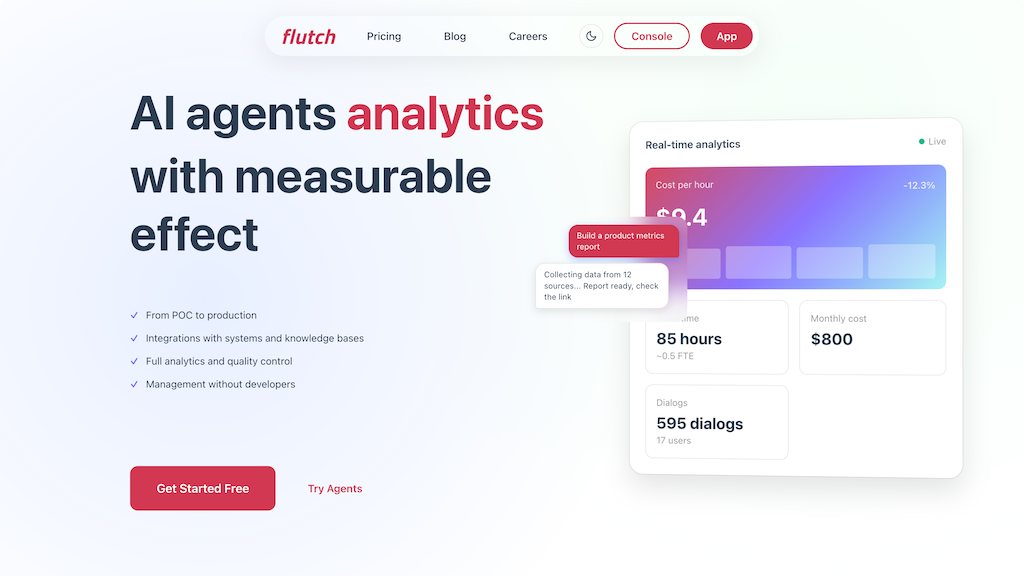 flutch
Pricing
Blog
Careers
Console
App
AI agents analytics
with measurable
effect
From POC to production
Integrations with systems and knowledge bases
Full analytics and quality control
Management without developers
Get Started Free
Try Agents
Real-time analytics
Live
Cost per hour
-12.3%
$9.4
Build a product metrics
report
Collecting data from 12
sources... Report ready, check
the link
85 hours
~0.5 FTE
Monthly cost
$800
Dialogs
595 dialogs
17 users